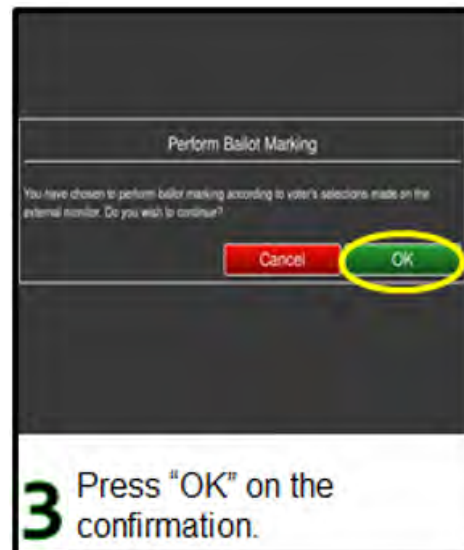 Perform Ballot Marking
You have chosen to perform ballot marking according to voter's selections made on the
external monitor. Do you wish to continue?
Cancel
OK
3 Press "OK" on the
confirmation.